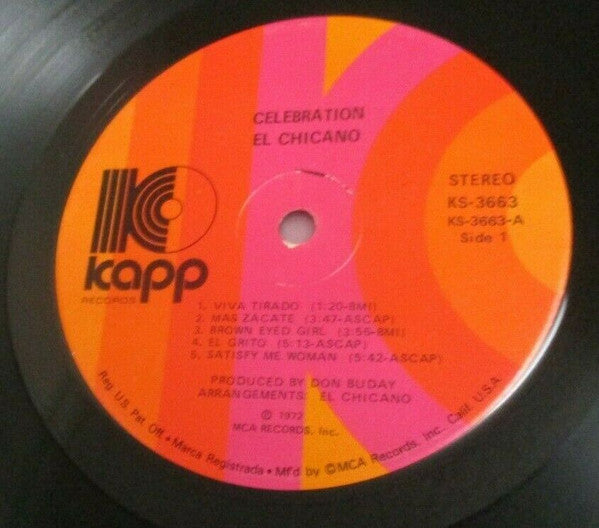 CELEBRATION
EL CHICANO
STEREO
KS-3663
KS-3663-A
Side 1
kapp
RECORDS
1. VIVA TIRADO (1:20-BMI)
2. MAS ZACATE (3:47-ASCAP)
3. BROWN EYED GIRL (3:56-BMI)
4. EL GRITO (5:13-ASCAP)
5. SATISFY ME WOMAN (5:42-ASCAP)
PRODUCED BY DON BUDAY
ARRANGEMENTS: EL CHICANO
℗ 1972
MCA RECORDS, Inc.
Reg. U.S. Pat. Off. • Marca Registrada • Mf'd by ©MCA Records, Inc. Calif. U.S.A.